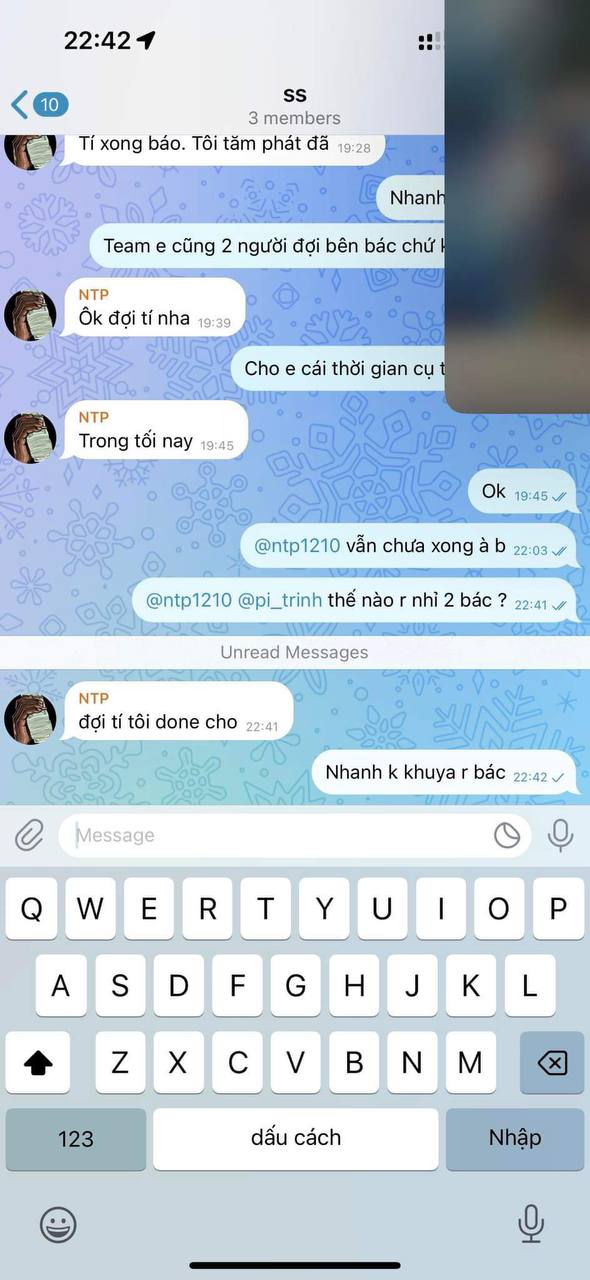 22:42
10
SS
3 members
Tí xong báo. Tôi tăm phát đã 19:28
Nhanh
Team e cũng 2 người đợi bên bác chứ
NTP
Ôk đợi tí nha 19:39
Cho e cái thời gian cụ
NTP
Trong tối nay 19:45
Ok 19:45
@ntp1210 vẫn chưa xong à b 22:03
@ntp1210 @pi_trinh thế nào r nhỉ 2 bác ? 22:41
Unread Messages
NTP
đợi tí tôi done cho 22:41
Nhanh k khuya r bác 22:42
Message
Q W E R T Y U I O P
A S D F G H J K L
Z X C V B N M
123 dấu cách Nhập